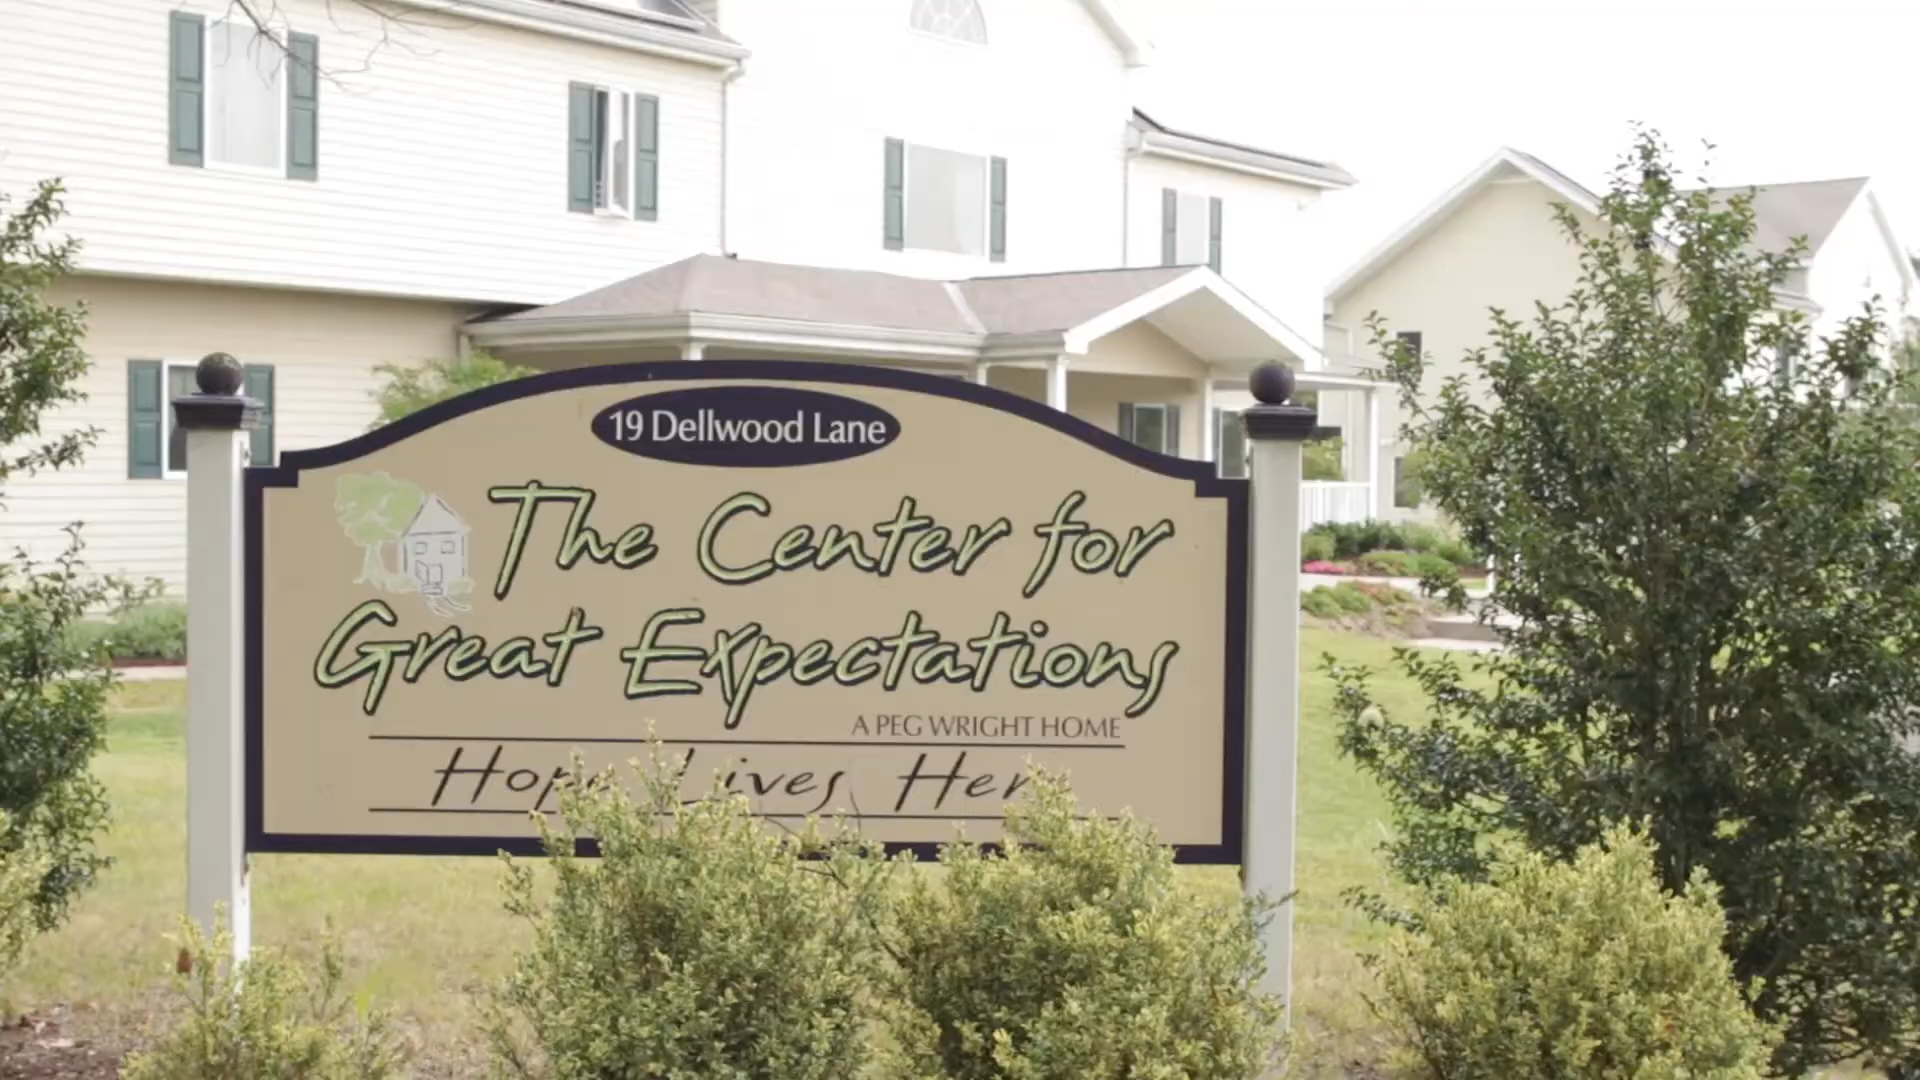 19 Dellwood Lane
The Center for
Great Expectations
A PEG WRIGHT HOME
Lives